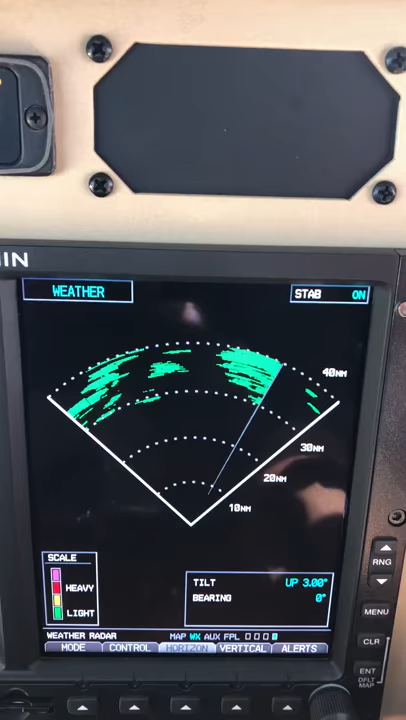 IN
WEATHER
STAB ON
40NM
30NM
20NM
10NM
SCALE
HEAVY
LIGHT
TILT UP 3.00°
BEARING 0°
WEATHER RADAR MAP WX AUX FPL
MODE CONTROL HORIZON VERTICAL ALERTS
RNG
MENU
CLR
ENT
DFLT MAP